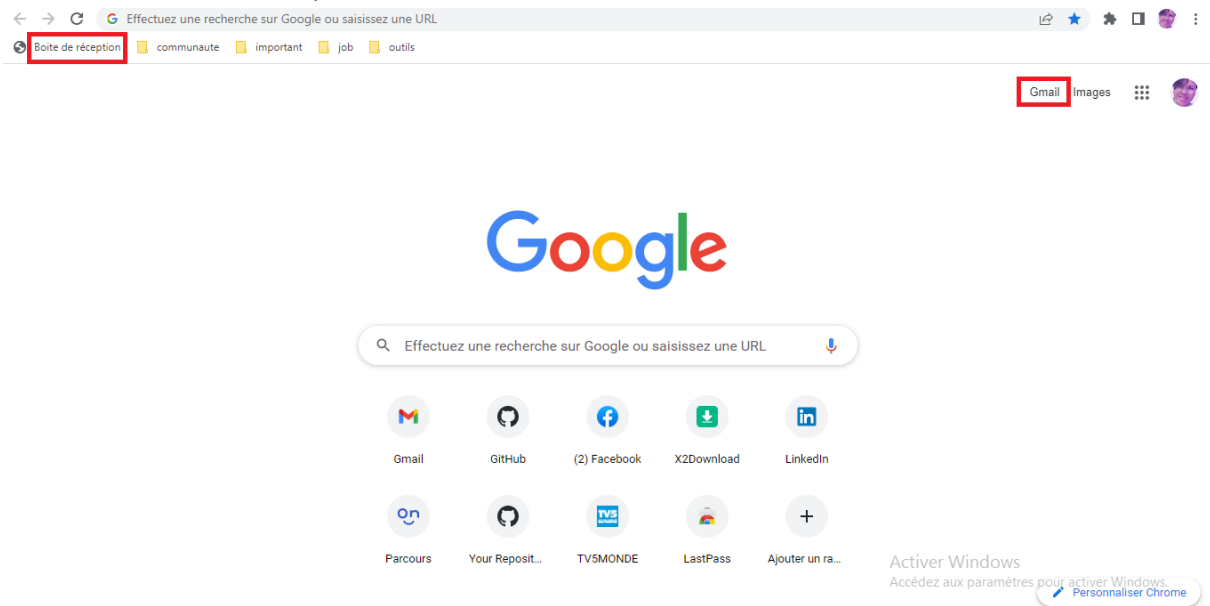 Effectuez une recherche sur Google ou saisissez une URL
Boite de réception communaute important job outils
Gmail Images
Google
Effectuez une recherche sur Google ou saisissez une URL
Gmail GitHub (2) Facebook X2Download LinkedIn
Parcours Your Reposit... TV5MONDE LastPass Ajouter un ra...
Activer Windows
Accédez aux paramètres pour activer Windows.
Personnaliser Chrome